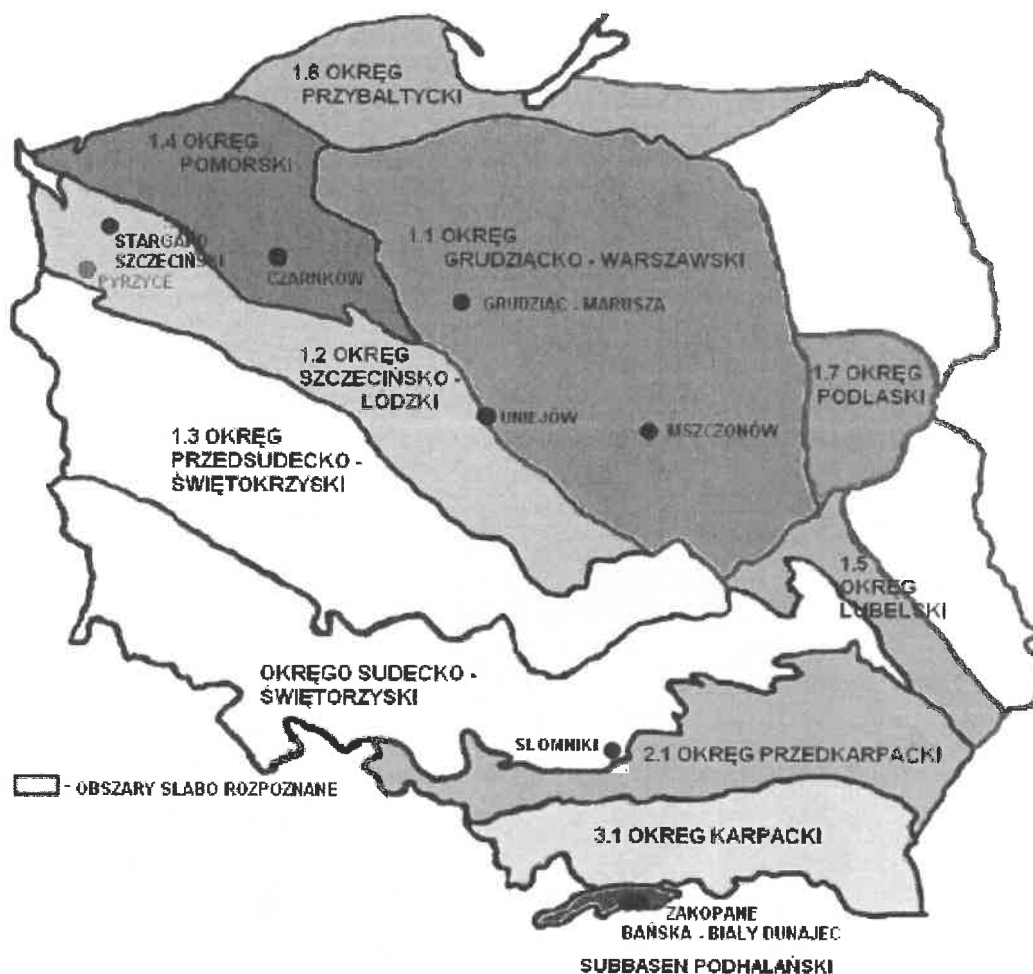 1.6 OKRĘG
PRZYBAŁTYCKI
1.4 OKRĘG
POMORSKI
STARGARD
SZCZECIŃSKI
PYRZYCE
CZARNKÓW
1.1 OKRĘG
GRUDZIĄCKO - WARSZAWSKI
GRUDZIĄC - MARUSZA
1.2 OKRĘG
SZCZECIŃSKO -
ŁODZKI
UNIEJÓW
MSZCZONÓW
1.7 OKRĘG
PODLASKI
1.3 OKRĘG
PRZEDSUDECKO -
ŚWIĘTOKRZYSKI
1.5
OKRĘG
LUBELSKI
OKRĘGO SUDECKO -
ŚWIĘTORZYSKI
SŁOMNIKI
2.1 OKRĘG PRZEDKARPACKI
- OBSZARY SŁABO ROZPOZNANE
3.1 OKREG KARPACKI
ZAKOPANE
BAŃSKA - BIAŁY DUNAJEC
SUBBASEN PODHALAŃSKI